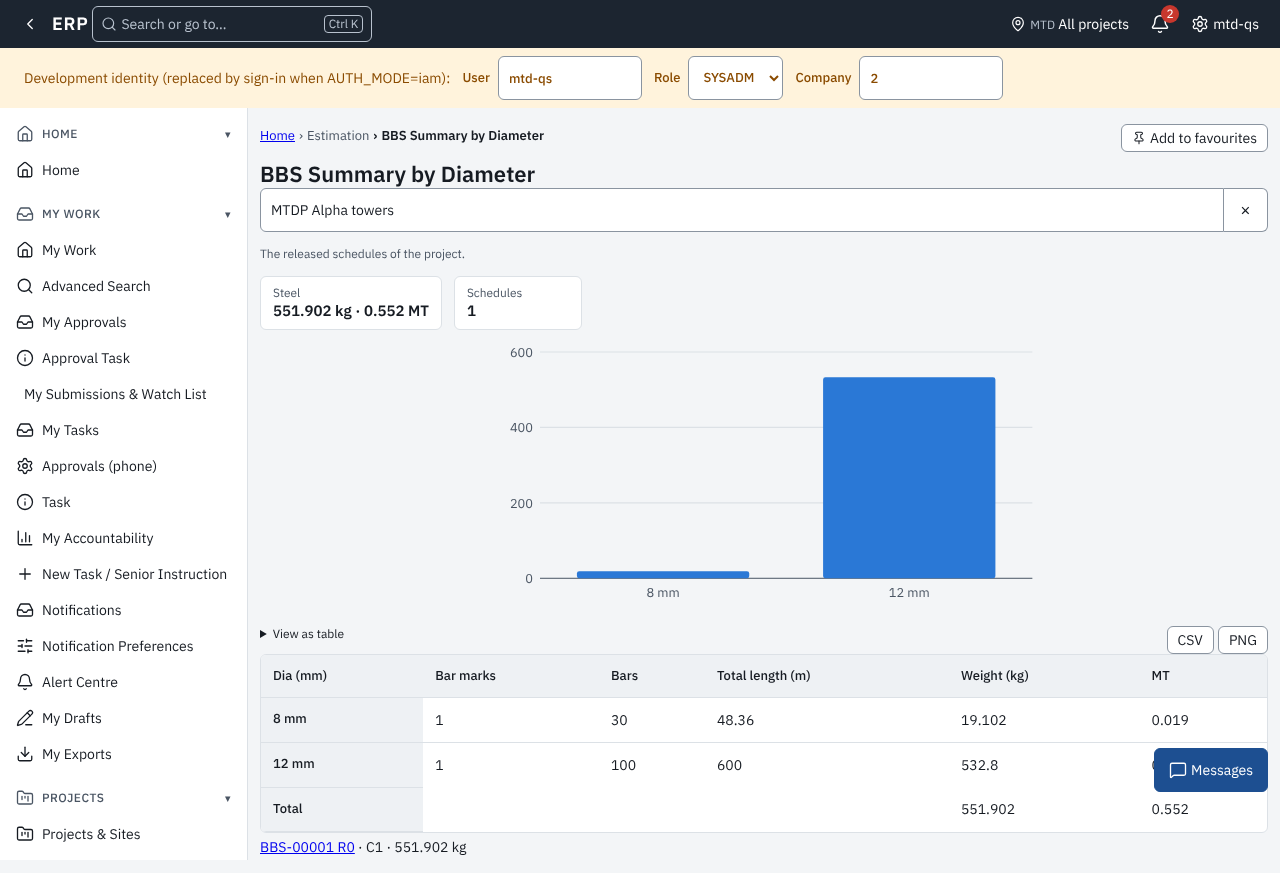 ERP
Search or go to...
Ctrl K
MTD All projects
2
mtd-qs
Development identity (replaced by sign-in when AUTH_MODE=iam):
User
mtd-qs
Role
SYSADM
Company
2
HOME
Home
MY WORK
My Work
Advanced Search
My Approvals
Approval Task
My Submissions & Watch List
My Tasks
Approvals (phone)
Task
My Accountability
New Task / Senior Instruction
Notifications
Notification Preferences
Alert Centre
My Drafts
My Exports
PROJECTS
Projects & Sites
Home › Estimation › BBS Summary by Diameter
Add to favourites
BBS Summary by Diameter
MTDP Alpha towers
×
The released schedules of the project.
Steel
551.902 kg · 0.552 MT
Schedules
1
600
400
200
0
8 mm
12 mm
View as table
CSV
PNG
Dia (mm) Bar marks Bars Total length (m) Weight (kg) MT
8 mm 1 30 48.36 19.102 0.019
12 mm 1 100 600 532.8
Messages
Total 551.902 0.552
BBS-00001 R0 · C1 · 551.902 kg